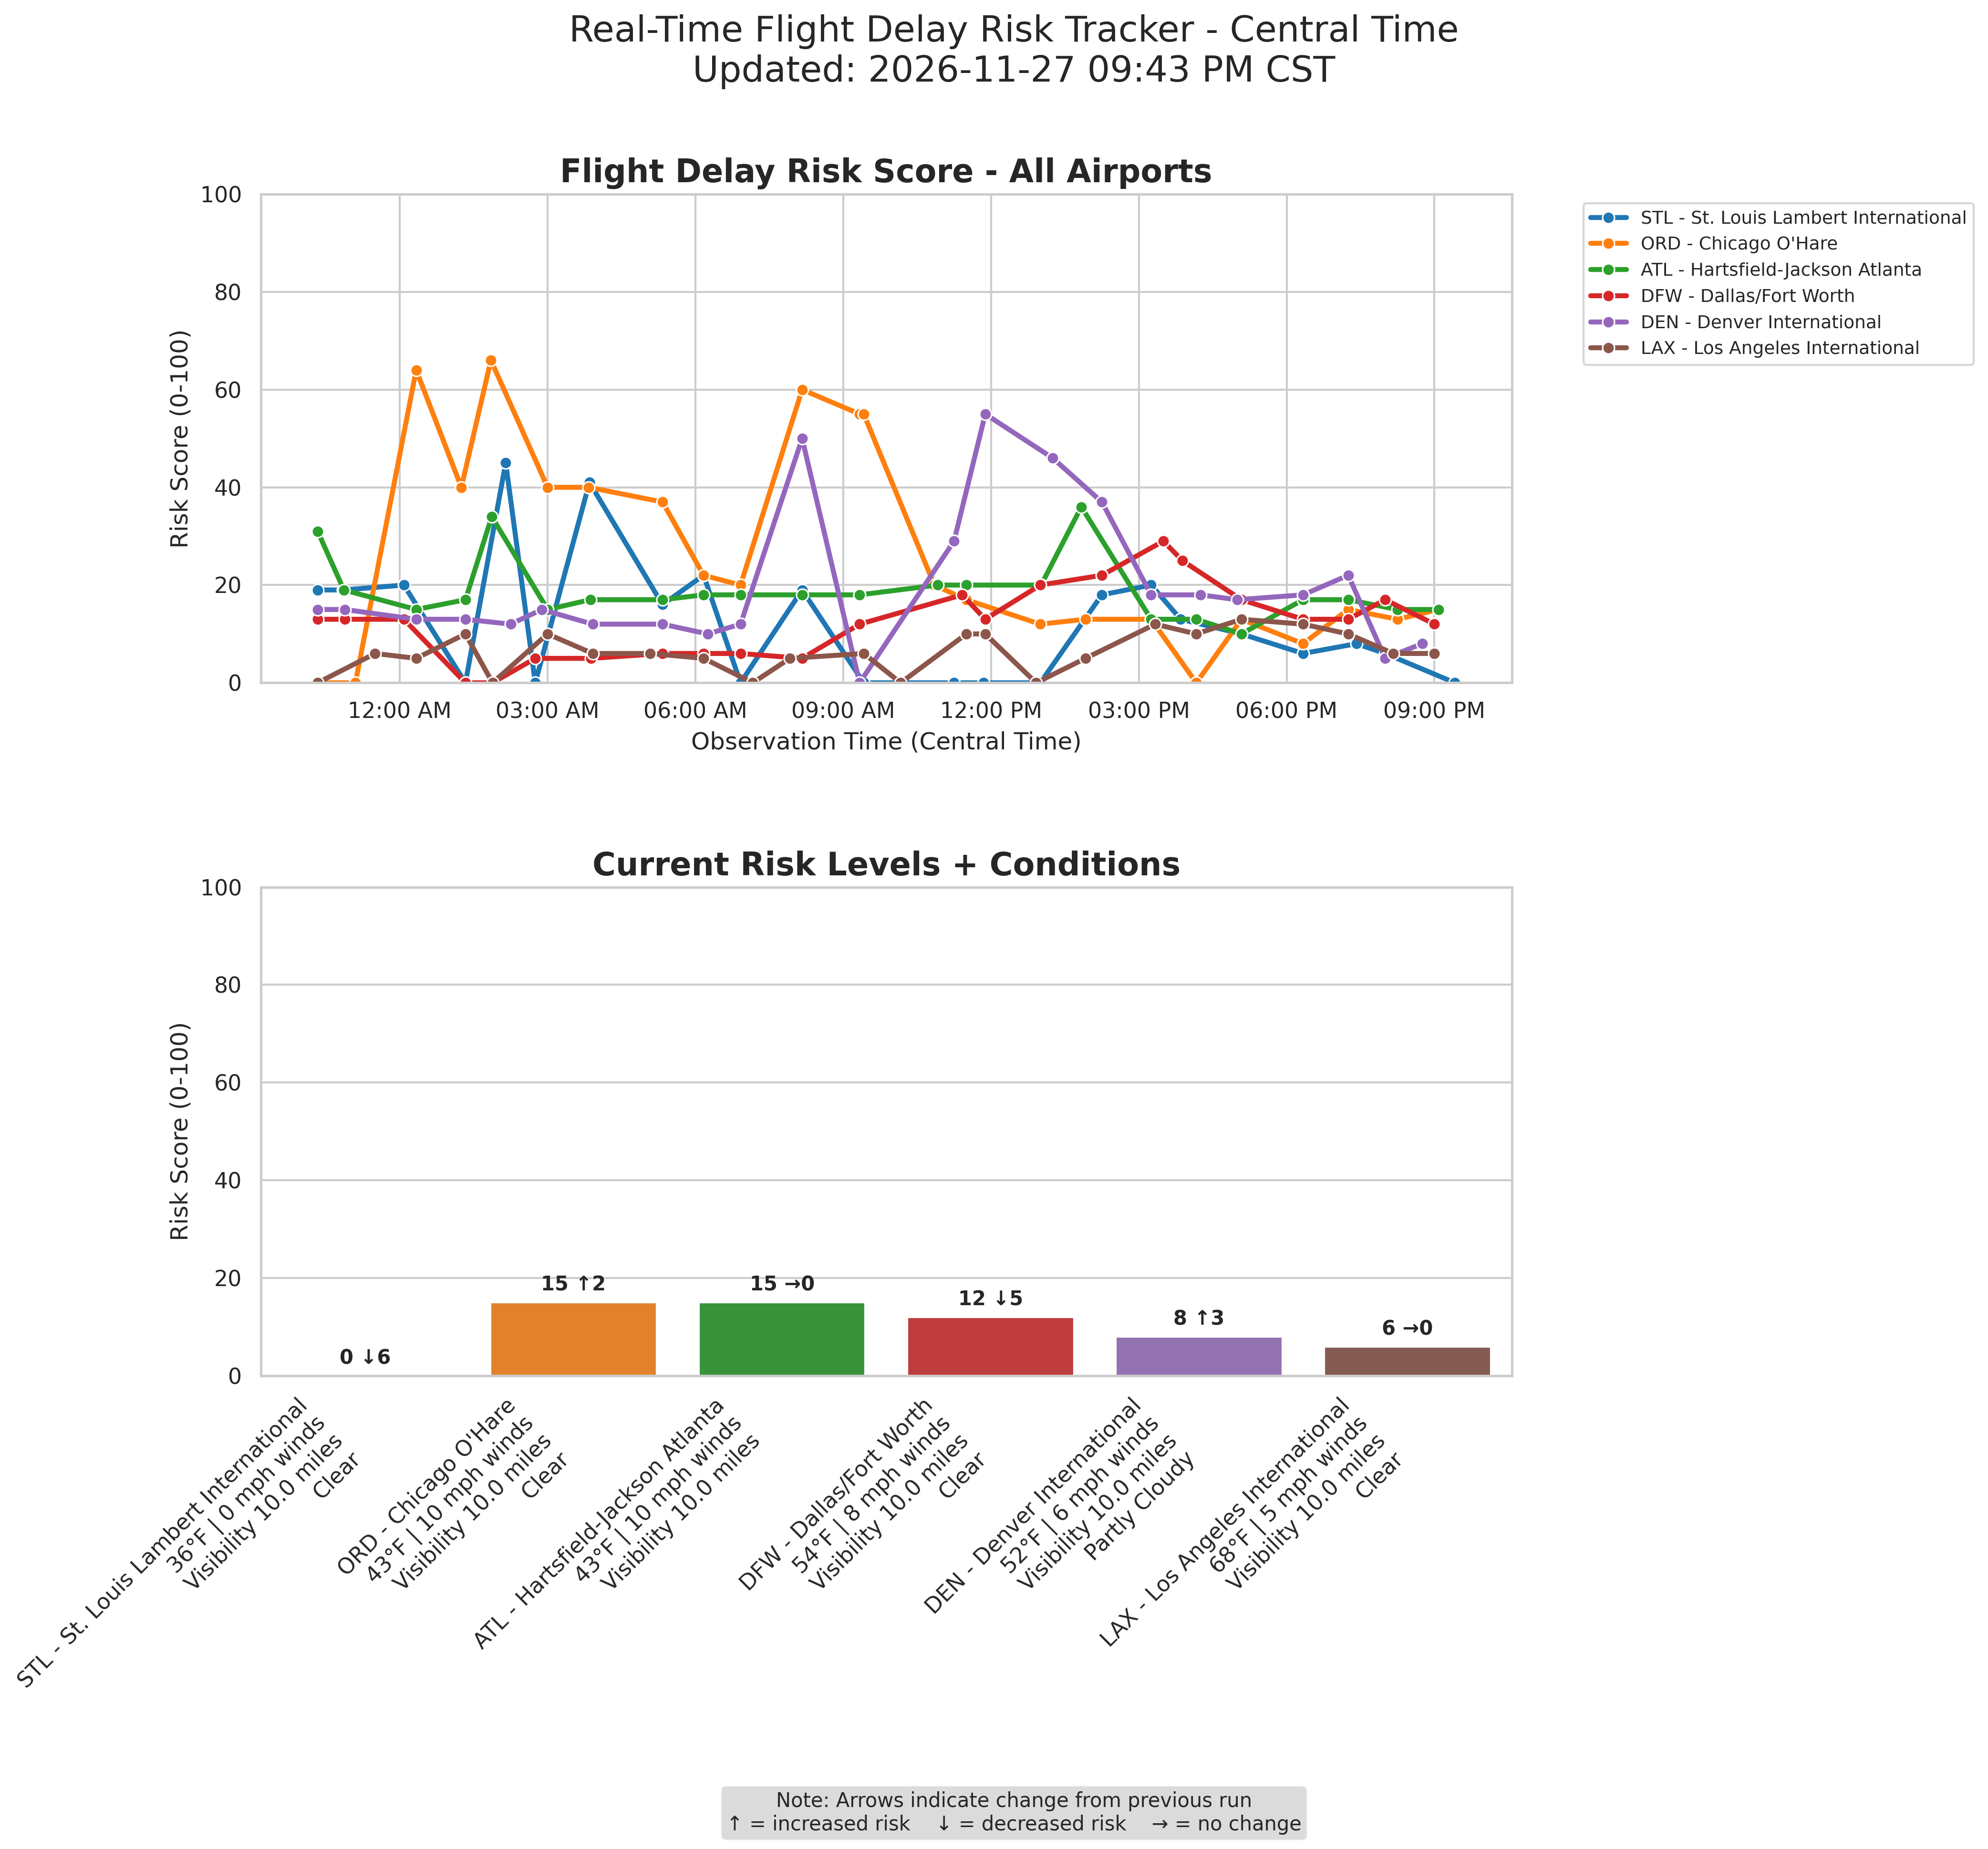 Real-Time Flight Delay Risk Tracker - Central Time
Updated: 2026-11-27 09:43 PM CST
Flight Delay Risk Score - All Airports
Risk Score (0-100)
100
80
60
40
20
0
12:00 AM
03:00 AM
06:00 AM
09:00 AM
12:00 PM
03:00 PM
06:00 PM
09:00 PM
Observation Time (Central Time)
STL - St. Louis Lambert International
ORD - Chicago O'Hare
ATL - Hartsfield-Jackson Atlanta
DFW - Dallas/Fort Worth
DEN - Denver International
LAX - Los Angeles International
Current Risk Levels + Conditions
Risk Score (0-100)
100
80
60
40
20
0
0 ↓6
15 ↑2
15 →0
12 ↓5
8 ↑3
6 →0
STL - St. Louis Lambert International
36°F | 0 mph winds
Visibility 10.0 miles
Clear
ORD - Chicago O'Hare
43°F | 10 mph winds
Visibility 10.0 miles
Clear
ATL - Hartsfield-Jackson Atlanta
43°F | 10 mph winds
Visibility 10.0 miles
DFW - Dallas/Fort Worth
54°F | 8 mph winds
Visibility 10.0 miles
Clear
DEN - Denver International
52°F | 6 mph winds
Visibility 10.0 miles
Partly Cloudy
LAX - Los Angeles International
68°F | 5 mph winds
Visibility 10.0 miles
Clear
Note: Arrows indicate change from previous run
↑ = increased risk ↓ = decreased risk → = no change